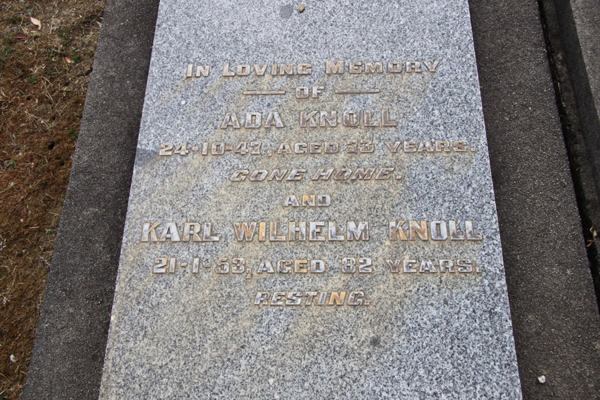 IN LOVING MEMORY
OF
ADA KNOLL
24-10-43, AGED YEARS.
GONE HOME.
AND
KARL WILHELM KNOLL
21-1-53, AGED 82 YEARS.
RESTING.